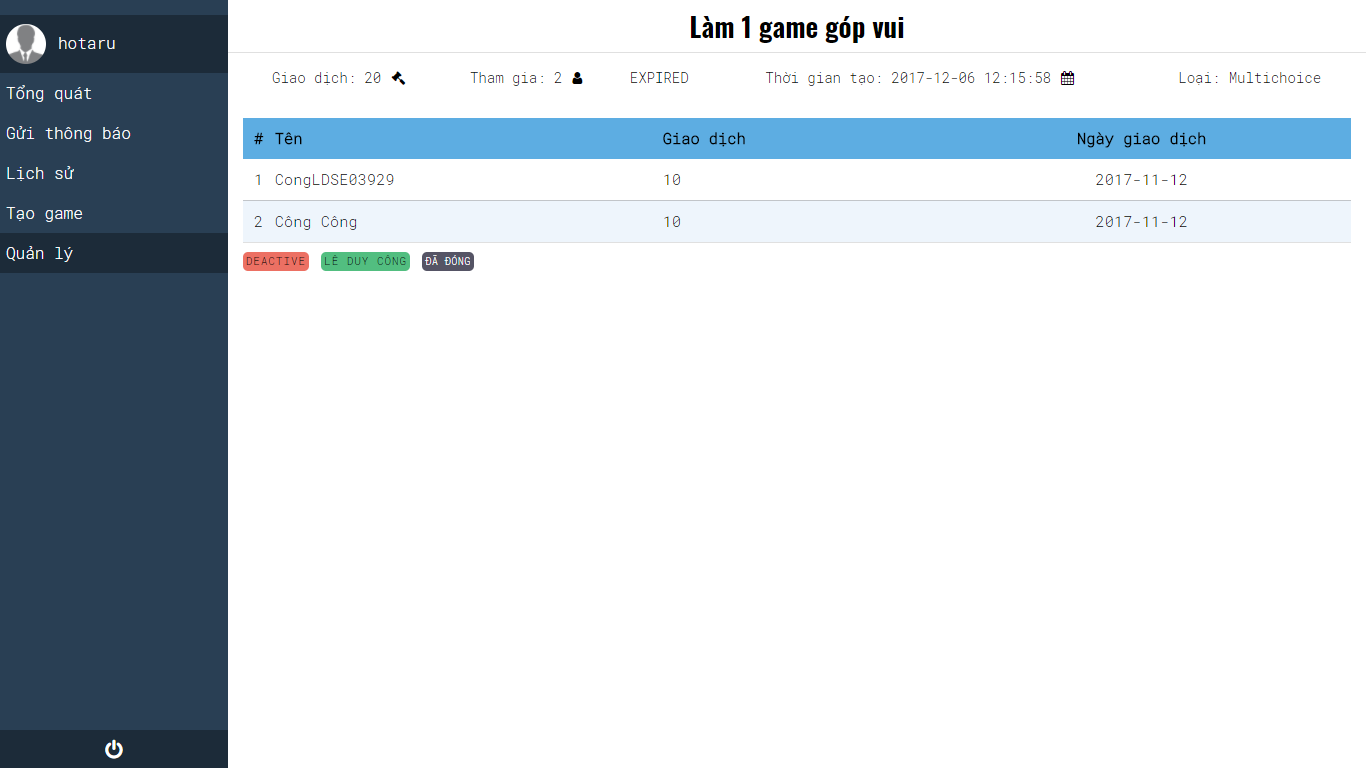 hotaru
Tổng quát
Gửi thông báo
Lịch sử
Tạo game
Quản lý
Làm 1 game góp vui
Giao dịch: 20 Tham gia: 2 EXPIRED Thời gian tạo: 2017-12-06 12:15:58 Loại: Multichoice
# Tên Giao dịch Ngày giao dịch
1 CongLDSE03929 10 2017-11-12
2 Công Công 10 2017-11-12
DEACTIVE LÊ DUY CÔNG ĐÃ ĐÓNG